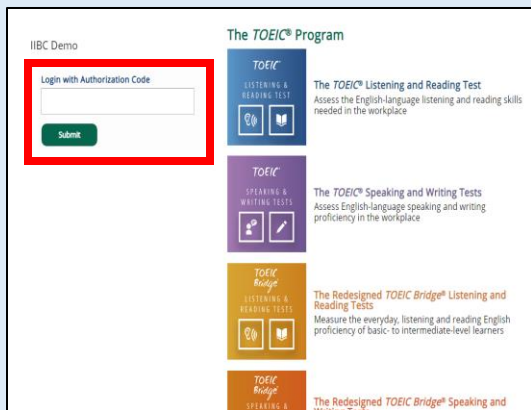 IIBC Demo
Login with Authorization Code
Submit
The TOEIC® Program
TOEIC
LISTENING &
READING TEST
The TOEIC® Listening and Reading Test
Assess the English-language listening and reading skills
needed in the workplace
TOEIC
SPEAKING &
WRITING TESTS
The TOEIC® Speaking and Writing Tests
Assess English-language speaking and writing
proficiency in the workplace
TOEIC
Bridge
LISTENING &
READING TESTS
The Redesigned TOEIC Bridge® Listening and
Reading Tests
Measure the everyday, listening and reading English
proficiency of basic- to intermediate-level learners
TOEIC
Bridge
SPEAKING &
The Redesigned TOEIC Bridge® Speaking and
Writing Tests